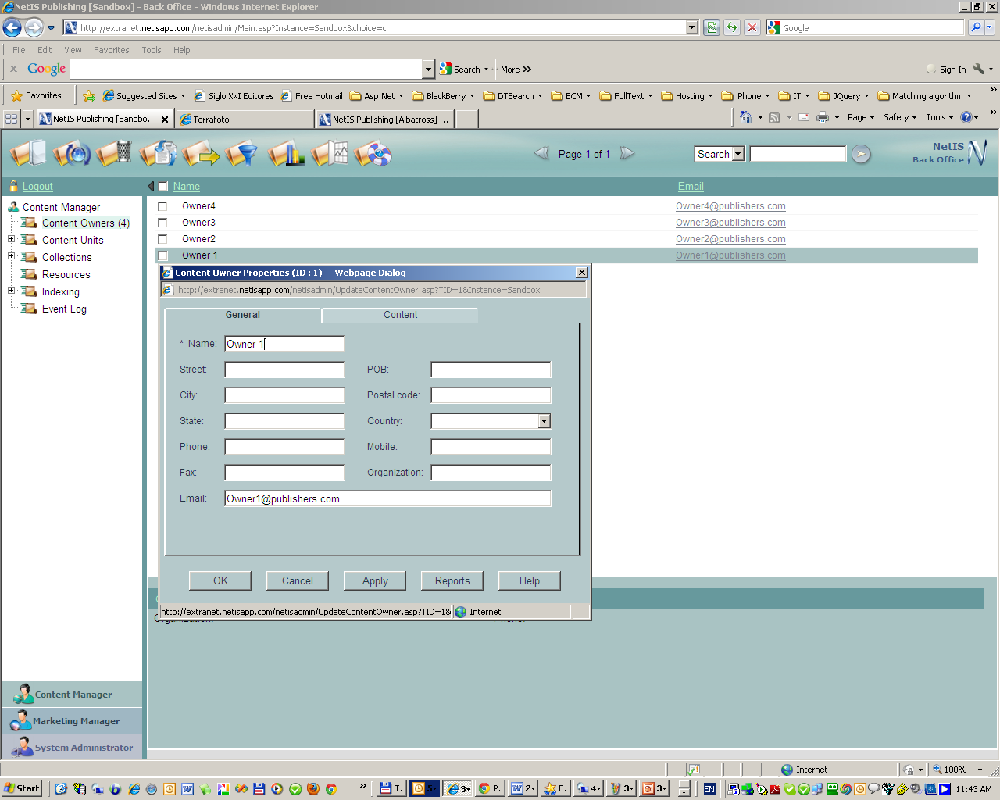 NetIS Publishing [Sandbox] - Back Office - Windows Internet Explorer
http://extranet.netisapp.com/netisadmin/Main.asp?Instance=Sandbox&choice=c
Google
File Edit View Favorites Tools Help
x Google Search More >> Sign In
Favorites Suggested Sites Siglo XXI Editores Free Hotmail Asp.Net BlackBerry DTSearch ECM FullText Hosting iPhone IT JQuery Matching algorithm
NetIS Publishing [Sandbo... Terrafoto NetIS Publishing [Albatross] ... Page Safety Tools
Page 1 of 1 Search
NetIS
Back Office
Logout Name Email
Content Manager
Content Owners (4)
Content Units
Collections
Resources
Indexing
Event Log
Owner4 Owner4@publishers.com
Owner3 Owner3@publishers.com
Owner2 Owner2@publishers.com
Owner 1 Owner1@publishers.com
Content Owner Properties (ID : 1) -- Webpage Dialog
http://extranet.netisapp.com/netisadmin/UpdateContentOwner.asp?TID=1&Instance=Sandbox
General Content
* Name: Owner 1
Street: POB:
City: Postal code:
State: Country:
Phone: Mobile:
Fax: Organization:
Email: Owner1@publishers.com
OK Cancel Apply Reports Help
http://extranet.netisapp.com/netisadmin/UpdateContentOwner.asp?TID=1& Internet
Content Manager
Marketing Manager
System Administrator
Internet 100%
Start T. 5 3 P. 2 E. 4 3 3 EN 11:43 AM